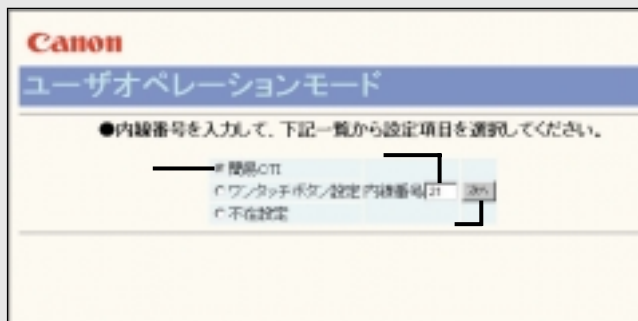 Canon
ユーザオペレーションモード
●内線番号を入力して、下記一覧から設定項目を選択してください。
簡易CTI
ワンタッチボタン設定 内線番号 21 次へ
不在設定